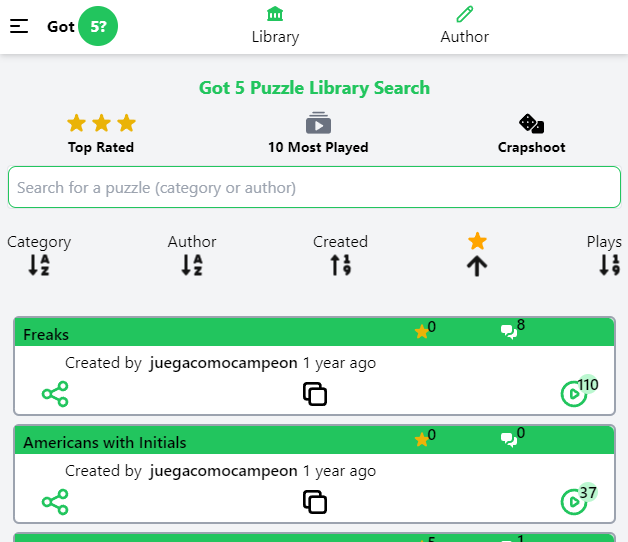 Got 5?
Library
Author
Got 5 Puzzle Library Search
Top Rated
10 Most Played
Crapshoot
Search for a puzzle (category or author)
Category
Author
Created
Plays
Freaks
0
8
Created by juegacomocampeon 1 year ago
110
Americans with Initials
0
0
Created by juegacomocampeon 1 year ago
37
5
1